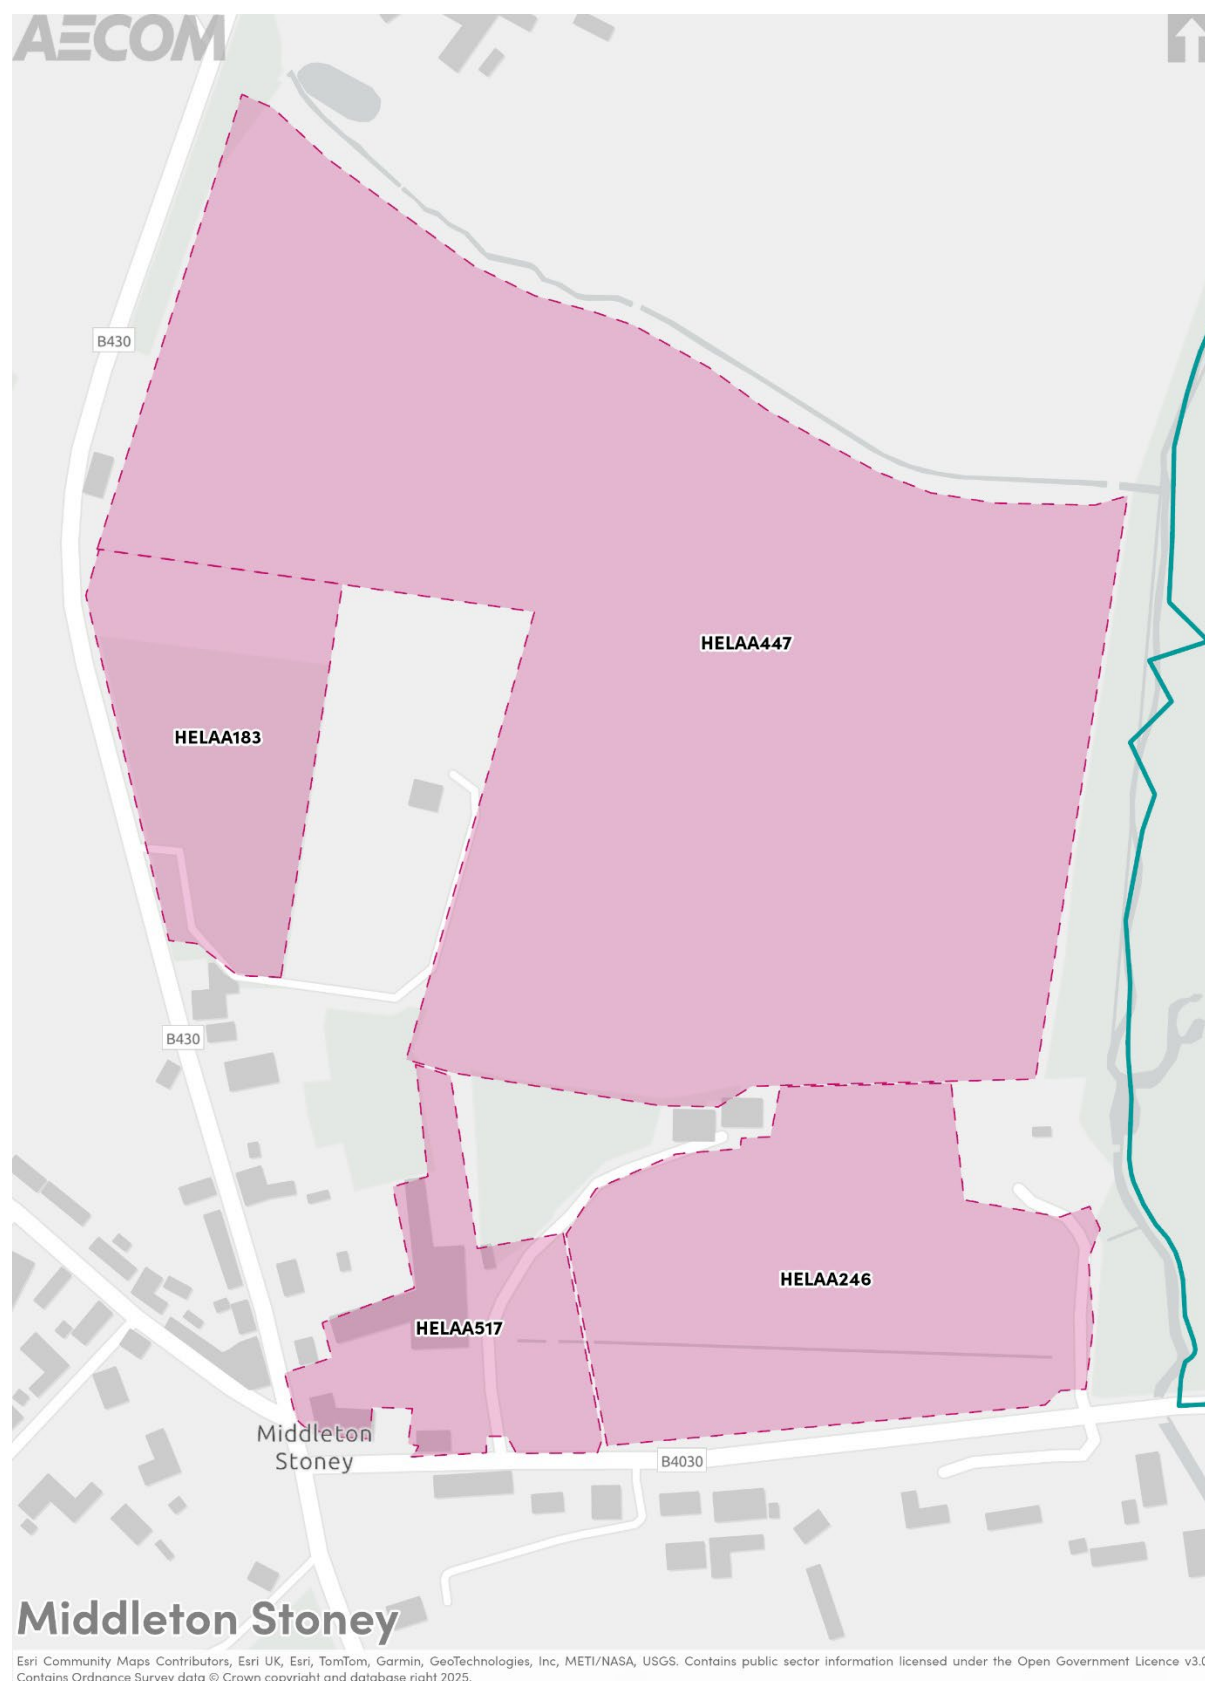 AECOM
B430
HELAA447
HELAA183
B430
HELAA246
HELAA517
Middleton
Stoney
B4030
Middleton Stoney
Esri Community Maps Contributors, Esri UK, Esri, TomTom, Garmin, GeoTechnologies, Inc, METI/NASA, USGS. Contains public sector information licensed under the Open Government Licence v3.0
Contains Ordnance Survey data © Crown copyright and database right 2025.